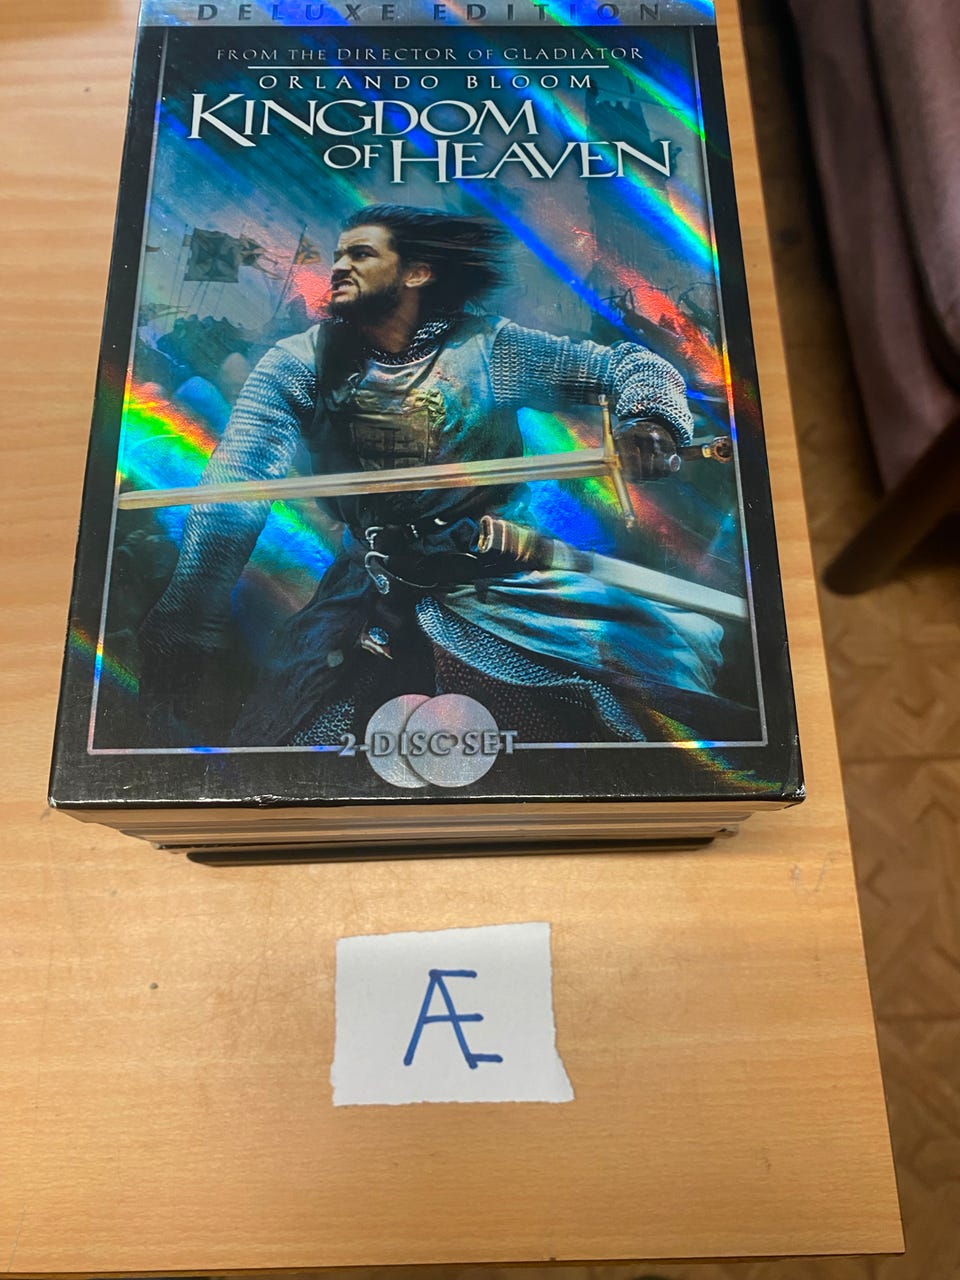 DELUXE EDITION
FROM THE DIRECTOR OF GLADIATOR
ORLANDO BLOOM
KINGDOM
OF HEAVEN
2-DISC SET
Æ